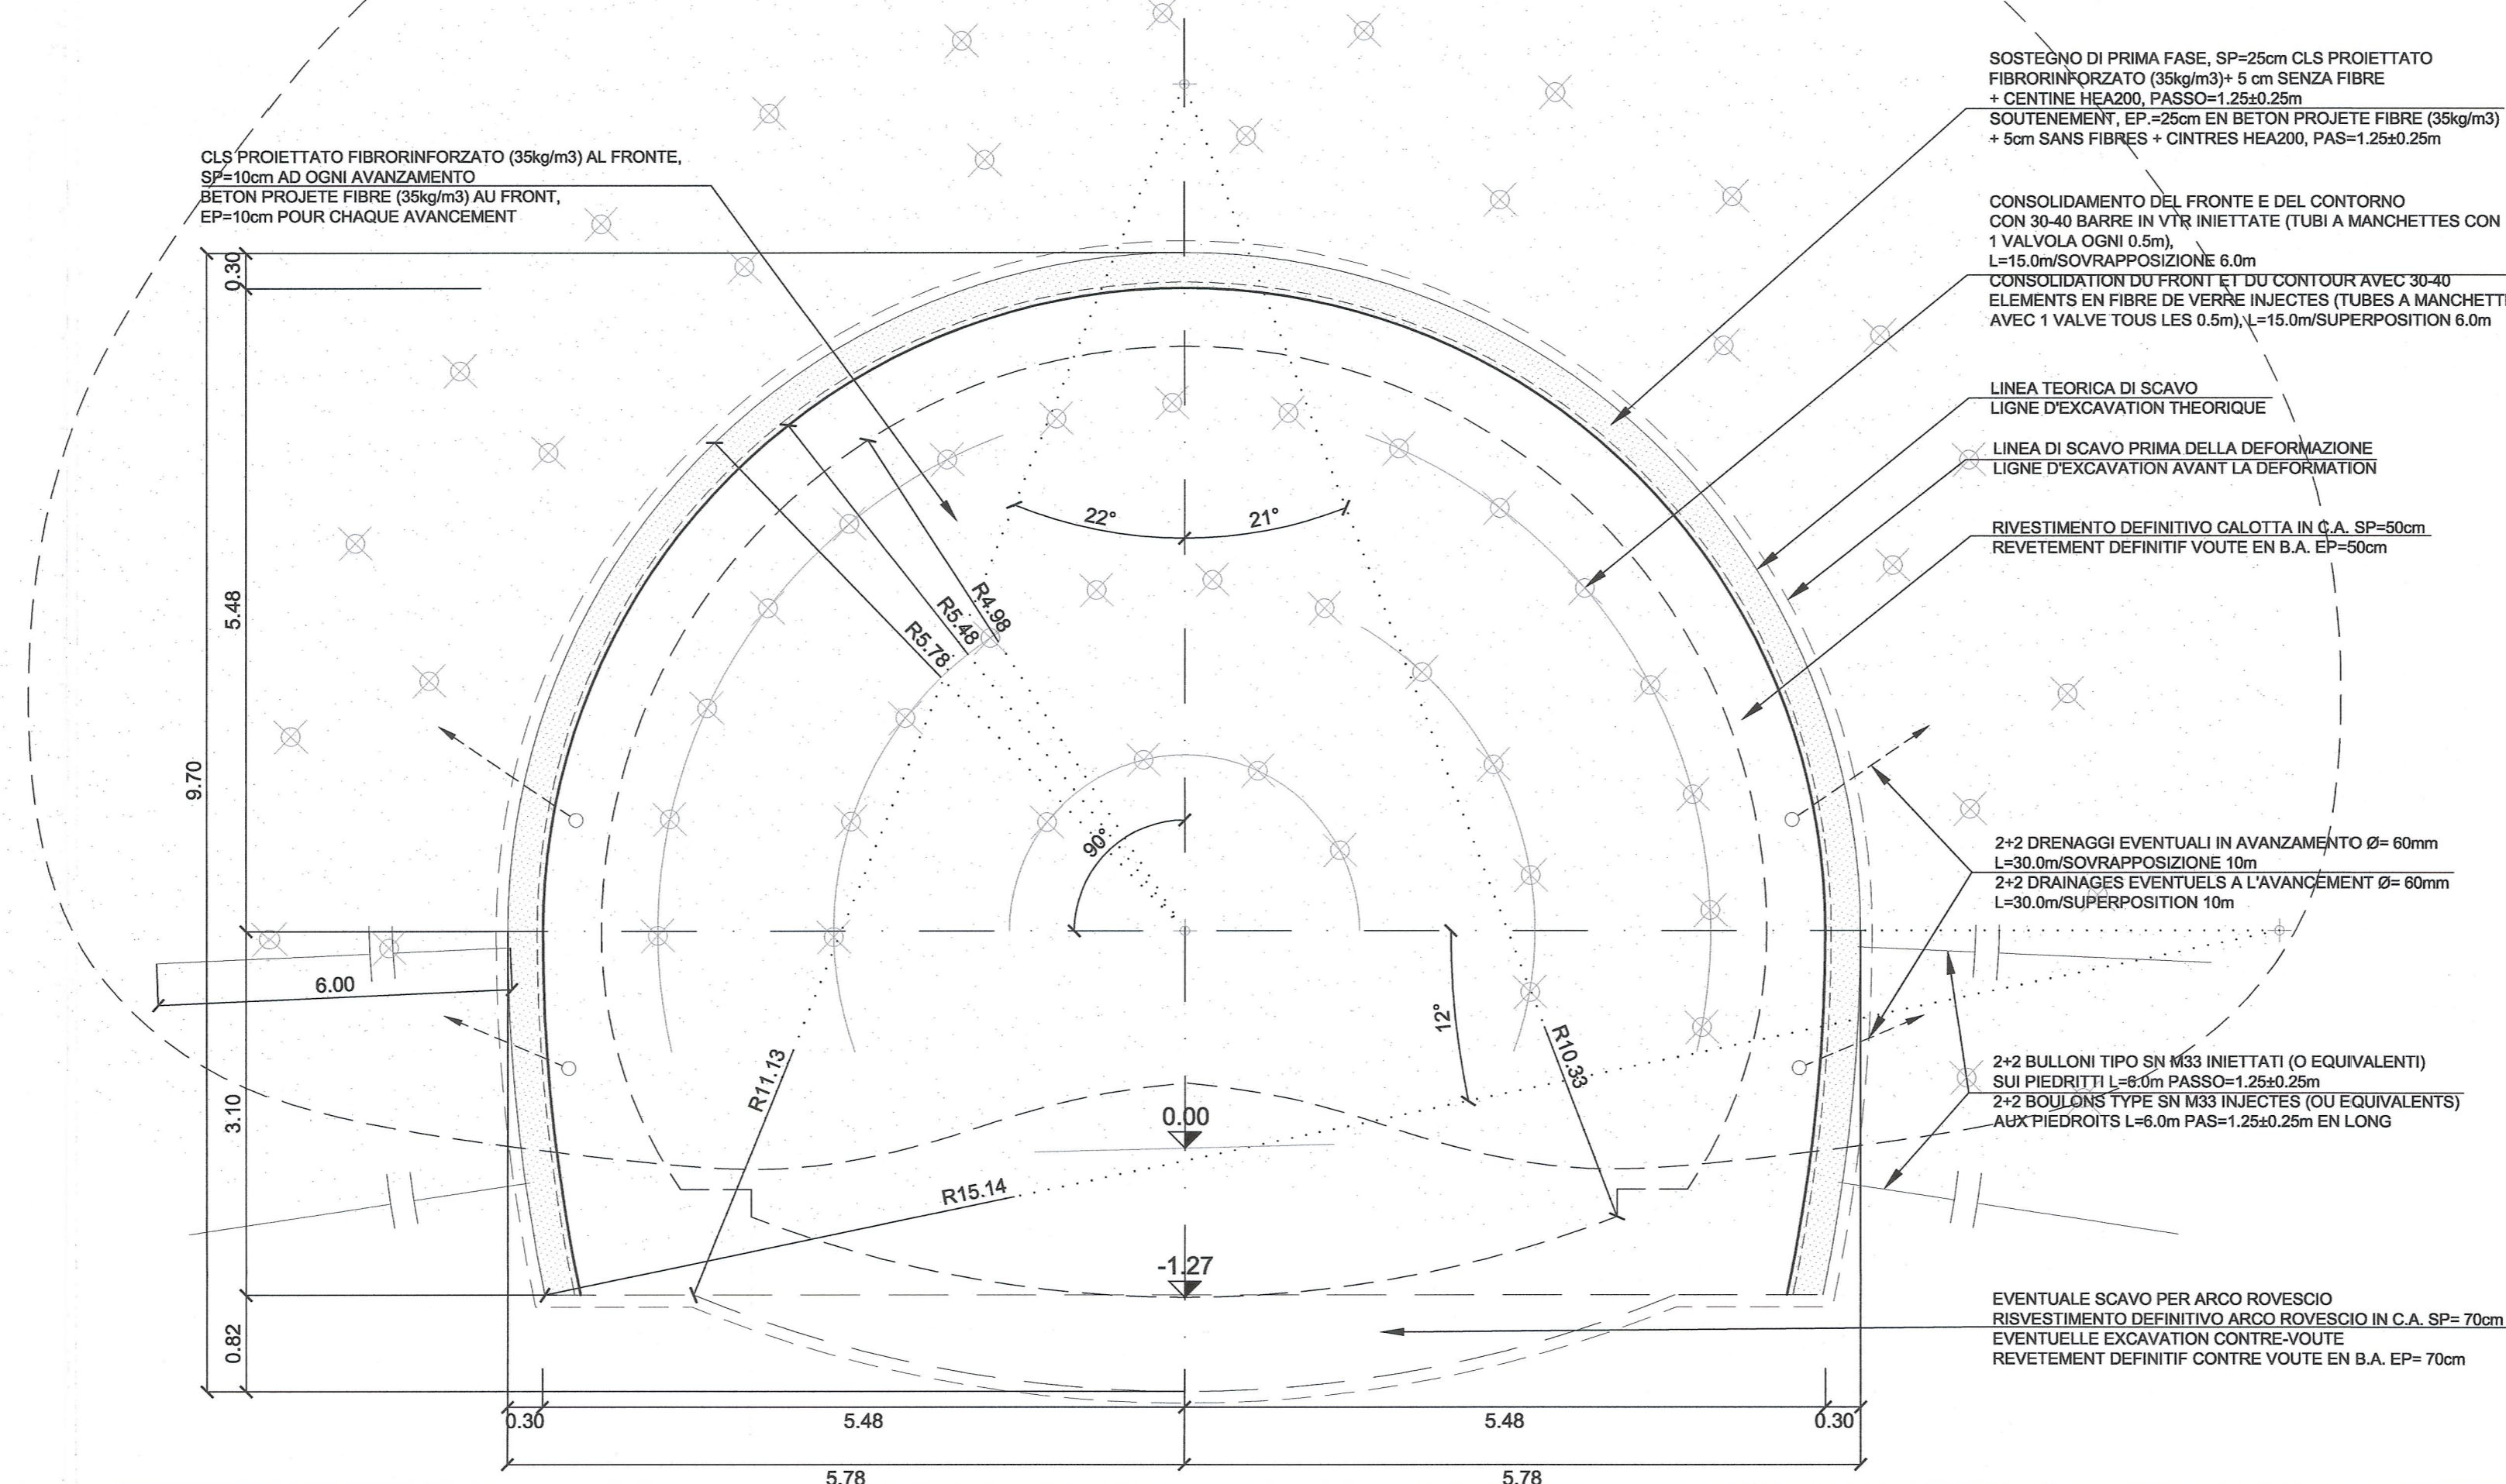 SOSTEGNO DI PRIMA FASE, SP=25cm CLS PROIETTATO
FIBRORINFORZATO (35kg/m3)+ 5 cm SENZA FIBRE
+ CENTINE HEA200, PASSO=1.25±0.25m
SOUTENEMENT, EP.=25cm EN BETON PROJETE FIBRE (35kg/m3)
+ 5cm SANS FIBRES + CINTRES HEA200, PAS=1.25±0.25m
CLS PROIETTATO FIBRORINFORZATO (35kg/m3) AL FRONTE,
SP=10cm AD OGNI AVANZAMENTO
BETON PROJETE FIBRE (35kg/m3) AU FRONT,
EP=10cm POUR CHAQUE AVANCEMENT
CONSOLIDAMENTO DEL FRONTE E DEL CONTORNO
CON 30-40 BARRE IN VTR INIETTATE (TUBI A MANCHETTES CON
1 VALVOLA OGNI 0.5m),
L=15.0m/SOVRAPPOSIZIONE 6.0m
CONSOLIDATION DU FRONT ET DU CONTOUR AVEC 30-40
ELEMENTS EN FIBRE DE VERRE INJECTES (TUBES A MANCHETT
AVEC 1 VALVE TOUS LES 0.5m), L=15.0m/SUPERPOSITION 6.0m
LINEA TEORICA DI SCAVO
LIGNE D'EXCAVATION THEORIQUE
LINEA DI SCAVO PRIMA DELLA DEFORMAZIONE
LIGNE D'EXCAVATION AVANT LA DEFORMATION
RIVESTIMENTO DEFINITIVO CALOTTA IN C.A. SP=50cm
REVETEMENT DEFINITIF VOUTE EN B.A. EP=50cm
0.30
22°
21°
5.48
R4.98
R5.48
R5.78
9.70
90°
2+2 DRENAGGI EVENTUALI IN AVANZAMENTO Ø= 60mm
L=30.0m/SOVRAPPOSIZIONE 10m
2+2 DRAINAGES EVENTUELS A L'AVANCEMENT Ø= 60mm
L=30.0m/SUPERPOSITION 10m
6.00
12°
R11.13
R10.33
3.10
0.00
2+2 BULLONI TIPO SN M33 INIETTATI (O EQUIVALENTI)
SUI PIEDRITTI L=6.0m PASSO=1.25±0.25m
2+2 BOULONS TYPE SN M33 INJECTES (OU EQUIVALENTS)
AUX PIEDROITS L=6.0m PAS=1.25±0.25m EN LONG
R15.14
-1.27
0.82
EVENTUALE SCAVO PER ARCO ROVESCIO
RISVESTIMENTO DEFINITIVO ARCO ROVESCIO IN C.A. SP= 70cm
EVENTUELLE EXCAVATION CONTRE-VOUTE
REVETEMENT DEFINITIF CONTRE VOUTE EN B.A. EP= 70cm
0.30
5.48
5.48
0.30
5.78
5.78